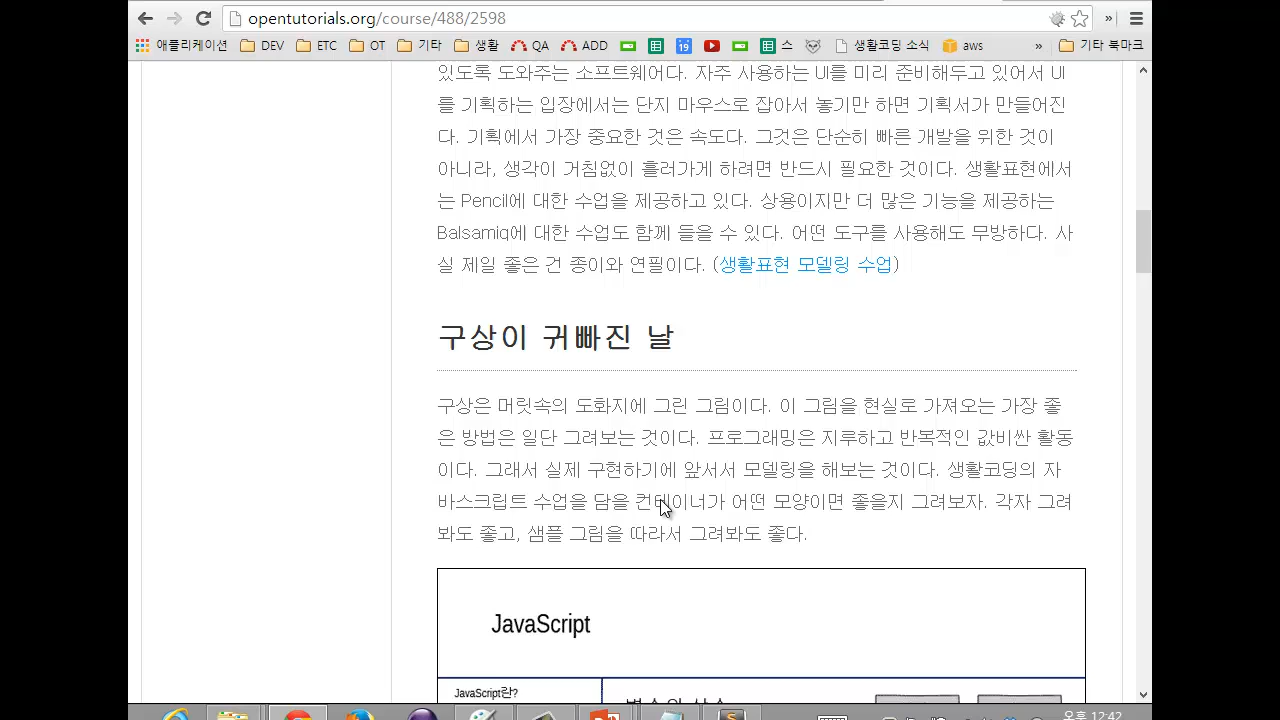 opentutorials.org/course/488/2598
»
애플리케이션 DEV ETC OT 기타 생활 QA ADD 19 스 생활코딩 소식 aws » 기타 북마크
있도록 도와주는 소프트웨어다. 자주 사용하는 UI를 미리 준비해두고 있어서 UI
를 기획하는 입장에서는 단지 마우스로 잡아서 놓기만 하면 기획서가 만들어진
다. 기획에서 가장 중요한 것은 속도다. 그것은 단순히 빠른 개발을 위한 것이
아니라, 생각이 거침없이 흘러가게 하려면 반드시 필요한 것이다. 생활표현에서
는 Pencil에 대한 수업을 제공하고 있다. 상용이지만 더 많은 기능을 제공하는
Balsamiq에 대한 수업도 함께 들을 수 있다. 어떤 도구를 사용해도 무방하다. 사
실 제일 좋은 건 종이와 연필이다. (생활표현 모델링 수업)
구상이 귀빠진 날
구상은 머릿속의 도화지에 그린 그림이다. 이 그림을 현실로 가져오는 가장 좋
은 방법은 일단 그려보는 것이다. 프로그래밍은 지루하고 반복적인 값비싼 활동
이다. 그래서 실제 구현하기에 앞서서 모델링을 해보는 것이다. 생활코딩의 자
바스크립트 수업을 담을 컨테이너가 어떤 모양이면 좋을지 그려보자. 각자 그려
봐도 좋고, 샘플 그림을 따라서 그려봐도 좋다.
JavaScript
JavaScript란?
변수와 상수
오후 12:42